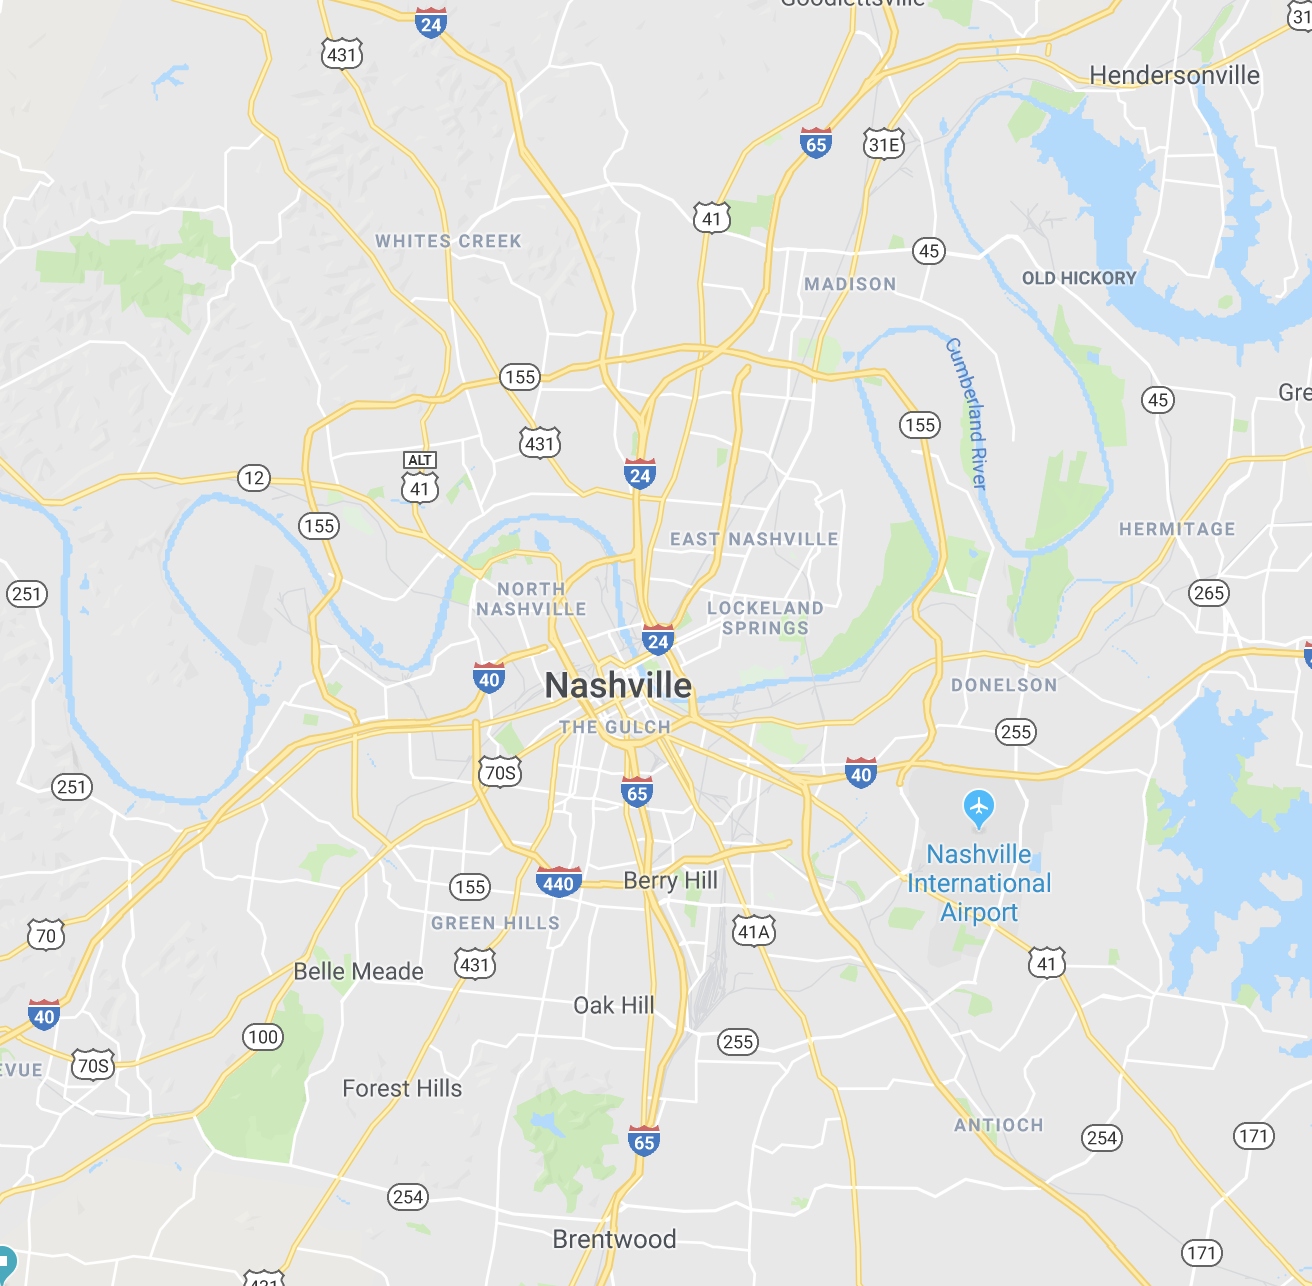 Goodlettsville
24
431
31
Hendersonville
65
31E
41
WHITES CREEK
45
OLD HICKORY
MADISON
Cumberland River
155
45
Gre
155
431
ALT
41
24
12
155
HERMITAGE
EAST NASHVILLE
251
NORTH
NASHVILLE
265
LOCKELAND
SPRINGS
24
40
Nashville
DONELSON
THE GULCH
255
70S
40
65
251
Nashville
International
Airport
440
Berry Hill
155
GREEN HILLS
70
41A
431
41
Belle Meade
Oak Hill
40
100
255
70S
EVUE
Forest Hills
ANTIOCH
254
171
65
254
Brentwood
171
431